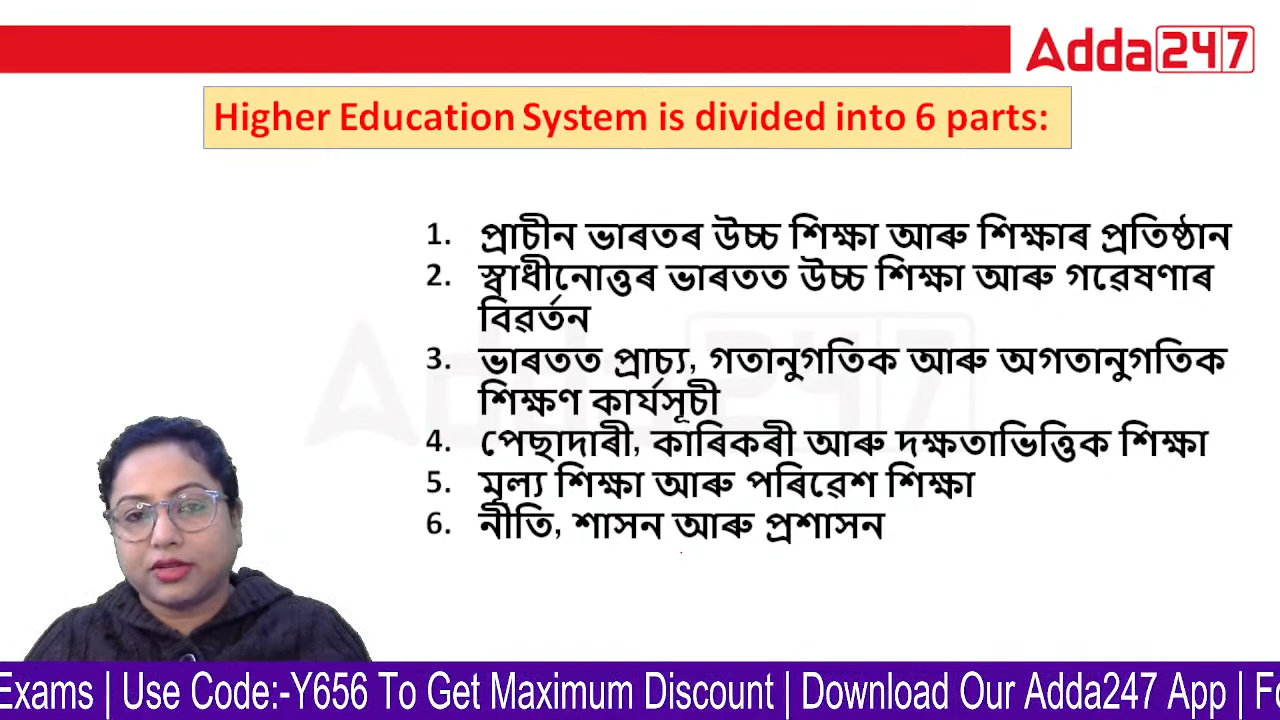 Adda247
Higher Education System is divided into 6 parts:
1. প্ৰাচীন ভাৰতৰ উচ্চ শিক্ষা আৰু শিক্ষাৰ প্ৰতিষ্ঠান
2. স্বাধীনোত্তৰ ভাৰতত উচ্চ শিক্ষা আৰু গৱেষণাৰ
বিৱৰ্তন
3. ভাৰতত প্ৰাচ্য, গতানুগতিক আৰু অগতানুগতিক
শিক্ষণ কাৰ্যসূচী
4. পেছাদাৰী, কাৰিকৰী আৰু দক্ষতাভিত্তিক শিক্ষা
5. মূল্য শিক্ষা আৰু পৰিৱেশ শিক্ষা
6. নীতি, শাসন আৰু প্ৰশাসন
Adda247
Exams | Use Code:-Y656 To Get Maximum Discount | Download Our Adda247 App | Fo